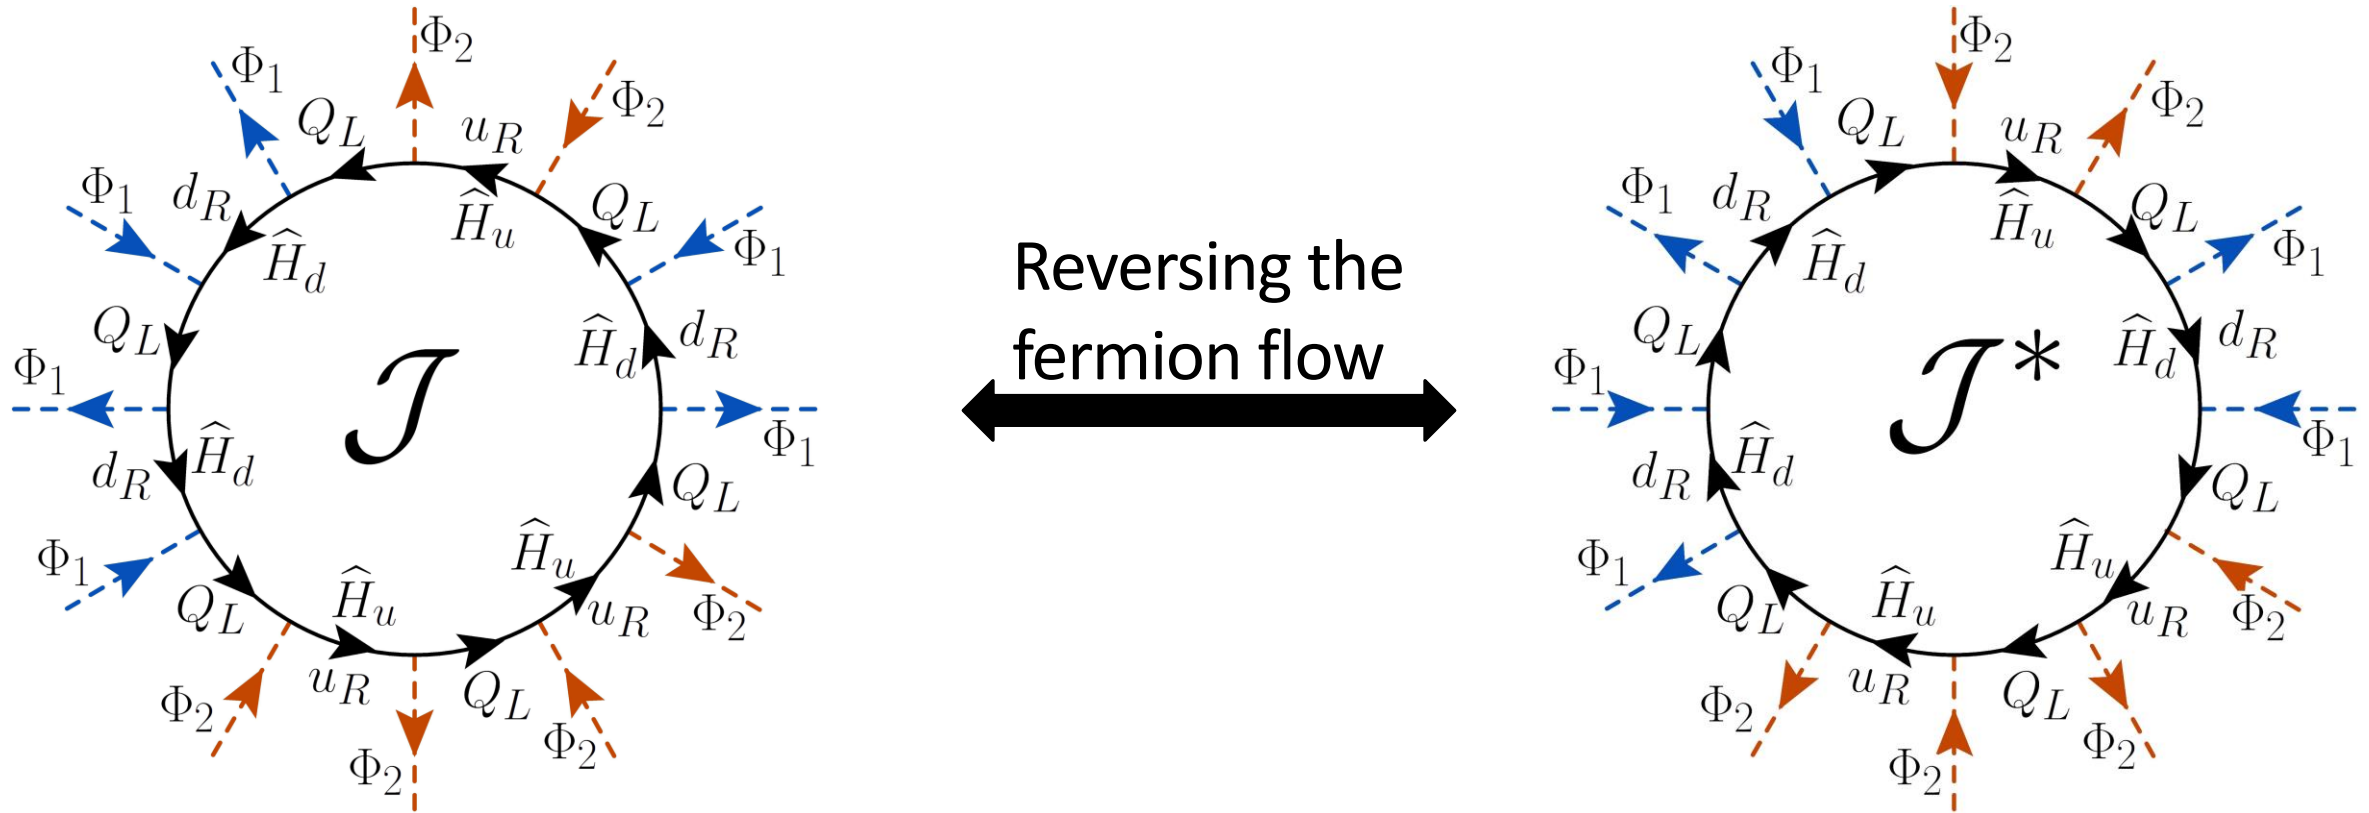 Φ₂
Φ₁
Q_L
u_R
Φ₂
Φ₁
d_R
Ĥ_u
Q_L
Φ₁
Ĥ_d
Q_L
Ĥ_d
d_R
Φ₁
𝒥
d_R
Ĥ_d
Q_L
Φ₁
Φ₁
Ĥ_u
Q_L
Ĥ_u
u_R
Φ₂
u_R
Q_L
Φ₂
Φ₂
Φ₂
Reversing the
fermion flow
Φ₂
Φ₁
Q_L
u_R
Φ₂
Φ₁
d_R
Ĥ_u
Q_L
Φ₁
Ĥ_d
Q_L
Ĥ_d
d_R
Φ₁
𝒥*
d_R
Ĥ_d
Q_L
Φ₁
Φ₁
Ĥ_u
Q_L
Ĥ_u
u_R
Φ₂
u_R
Q_L
Φ₂
Φ₂
Φ₂